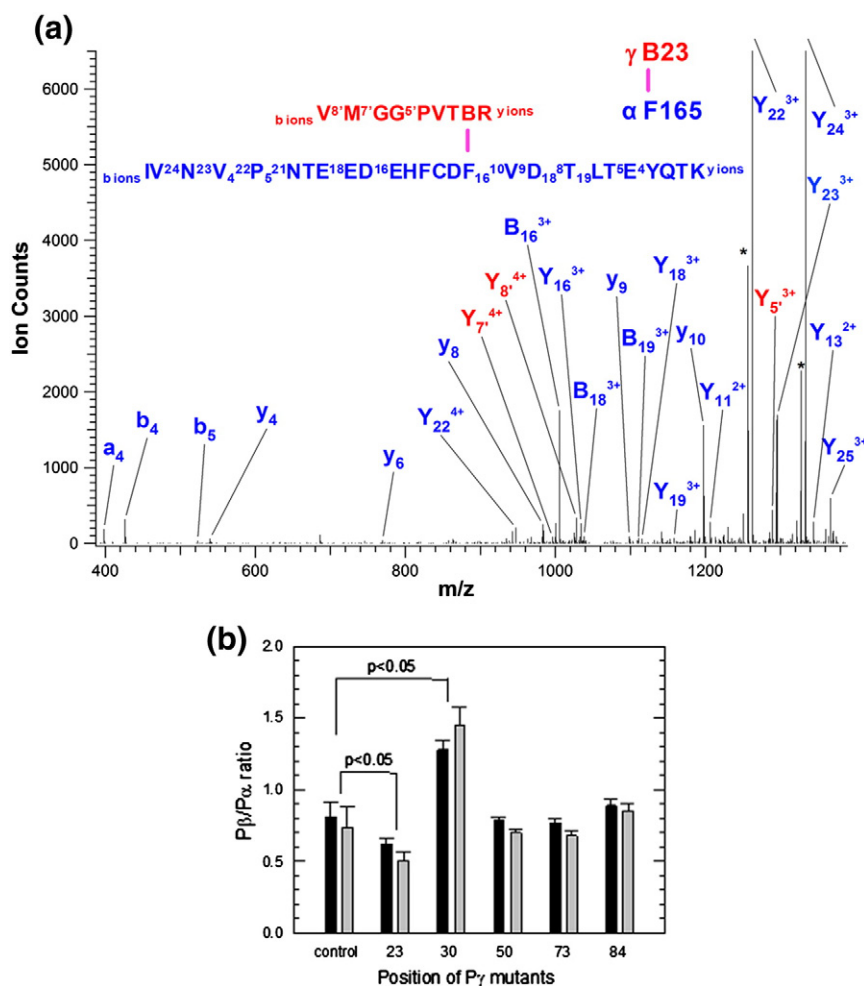 (a)
γ B23
α F165
b ions V8'M7'GG5'PVTBR y ions
b ions IV24N23V4 22P5 21NTE18ED16EHFCDF16 10V9D18 8T19LT5E4YQTK y ions
Ion Counts
6000
5000
4000
3000
2000
1000
0
a4
b4
b5
y4
y6
Y22 4+
y8
Y7' 4+
Y8' 4+
B16 3+
Y16 3+
B18 3+
y9
B19 3+
Y18 3+
Y19 3+
y10
Y11 2+
*
Y5' 3+
*
Y22 3+
Y24 3+
Y23 3+
Y13 2+
Y25 3+
400 600 800 1000 1200
m/z
(b)
Pβ/Pα ratio
2.0
1.5
1.0
0.5
0.0
p<0.05
p<0.05
control 23 30 50 73 84
Position of Pγ mutants